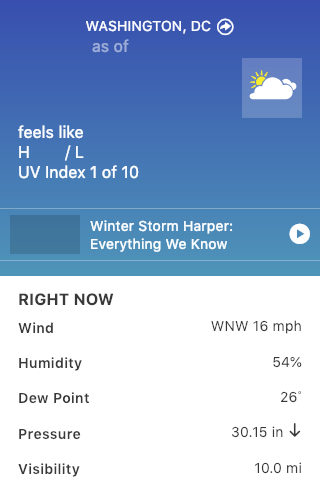 WASHINGTON, DC
as of
feels like
H / L
UV Index 1 of 10
Winter Storm Harper:
Everything We Know
RIGHT NOW
Wind WNW 16 mph
Humidity 54%
Dew Point 26°
Pressure 30.15 in ↓
Visibility 10.0 mi